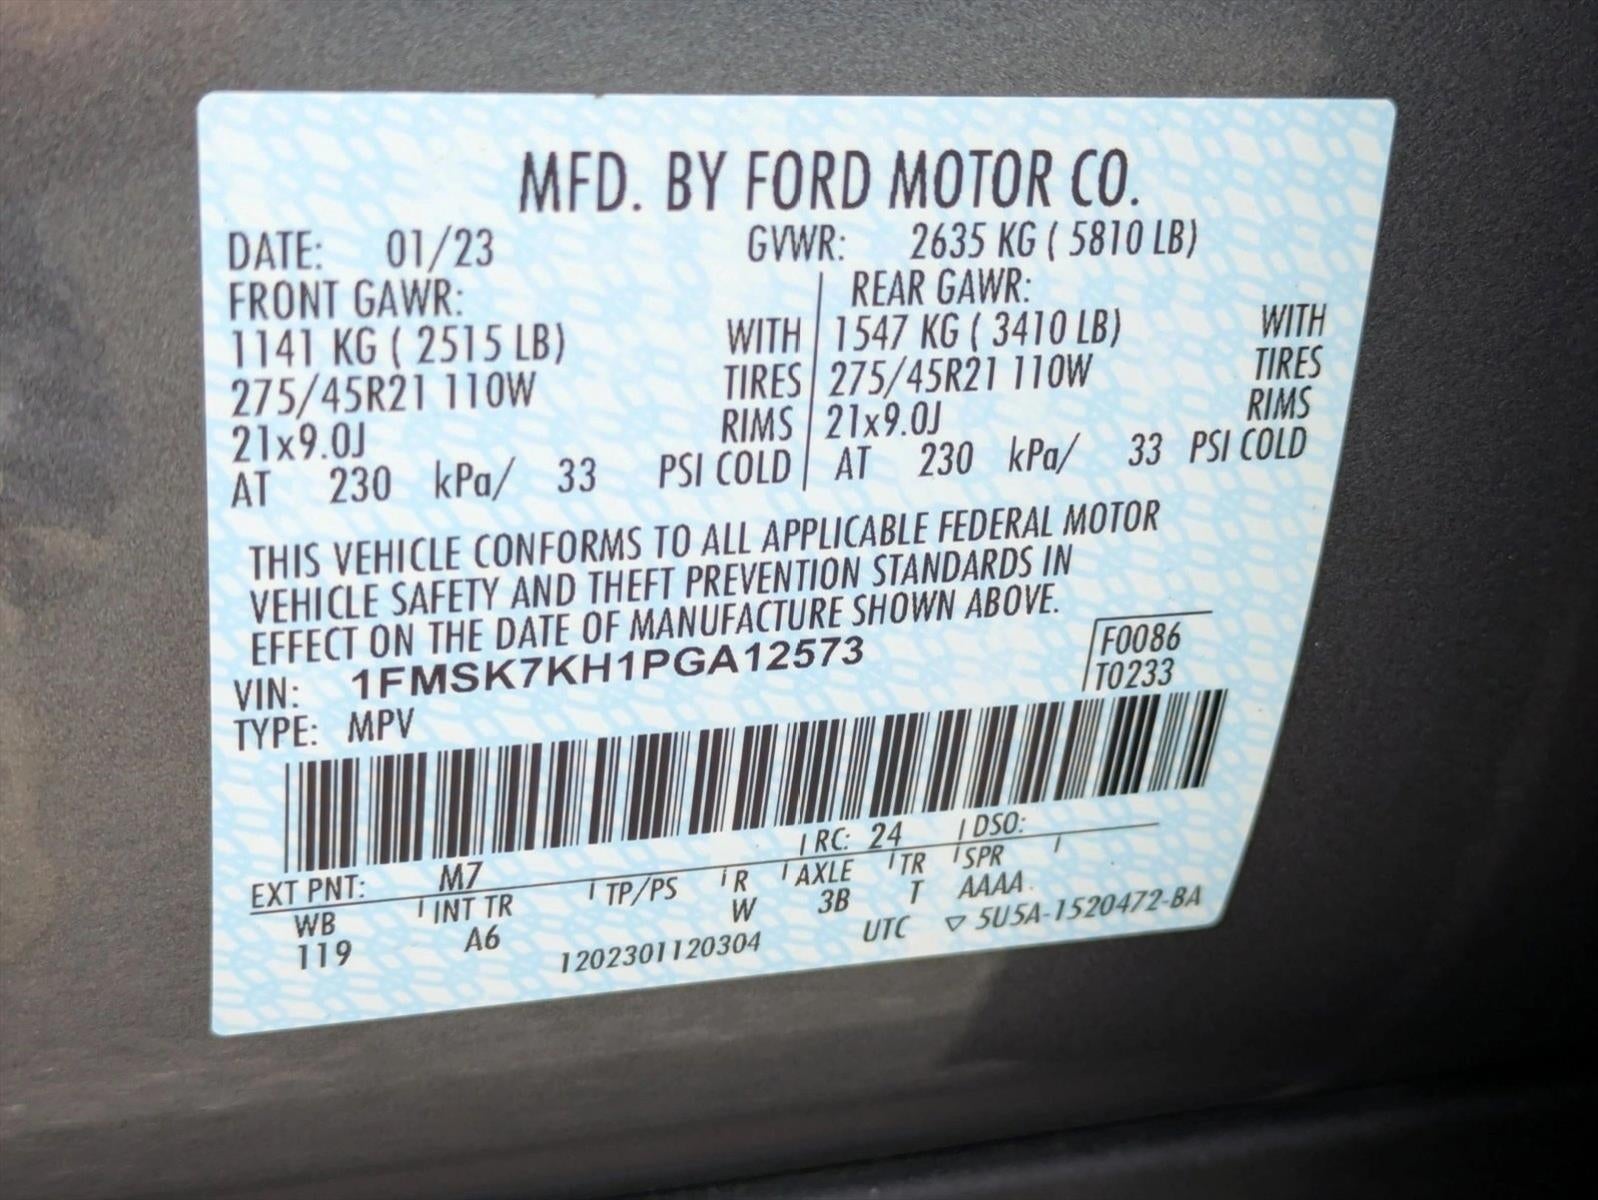 MFD. BY FORD MOTOR CO.
DATE: 01/23 GVWR: 2635 KG ( 5810 LB)
FRONT GAWR: REAR GAWR:
1141 KG ( 2515 LB) WITH 1547 KG ( 3410 LB) WITH
275/45R21 110W TIRES 275/45R21 110W TIRES
21x9.0J RIMS 21x9.0J RIMS
AT 230 kPa/ 33 PSI COLD AT 230 kPa/ 33 PSI COLD
THIS VEHICLE CONFORMS TO ALL APPLICABLE FEDERAL MOTOR
VEHICLE SAFETY AND THEFT PREVENTION STANDARDS IN
EFFECT ON THE DATE OF MANUFACTURE SHOWN ABOVE.
VIN: 1FMSK7KH1PGA12573 F0086
TYPE: MPV T0233
EXT PNT: M7 RC: 24 DSO:
WB INT TR TP/PS R AXLE TR SPR
119 A6 W 3B T AAAA
1202301120304 UTC ▽ 5U5A-1520472-BA